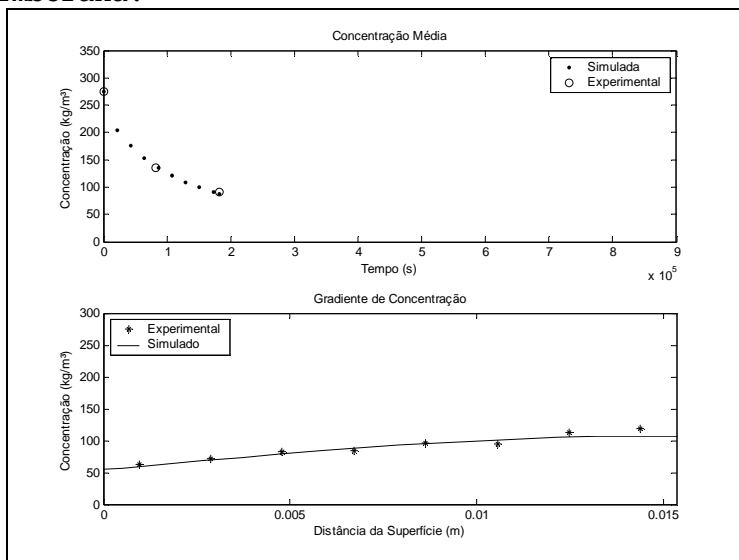 Concentração Média
350
300
250
200
150
100
50
0
Concentração (kg/m³)
Simulada
Experimental
0 1 2 3 4 5 6 7 8 9
Tempo (s)
x 10^5
Gradiente de Concentração
300
250
200
150
100
50
0
Concentração (kg/m³)
Experimental
Simulado
0 0.005 0.01 0.015
Distância da Superfície (m)